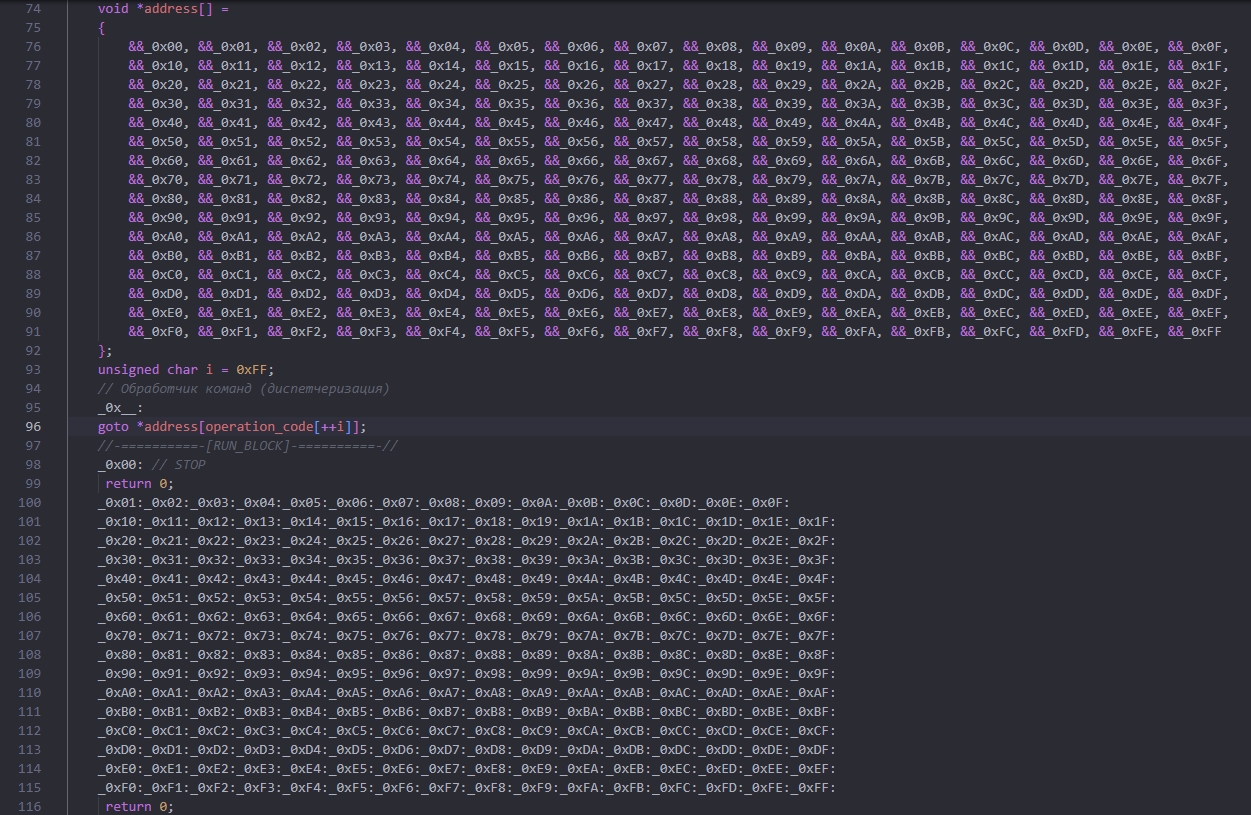 74 void *address[] =
75 {
76 &&_0x00, &&_0x01, &&_0x02, &&_0x03, &&_0x04, &&_0x05, &&_0x06, &&_0x07, &&_0x08, &&_0x09, &&_0x0A, &&_0x0B, &&_0x0C, &&_0x0D, &&_0x0E, &&_0x0F,
77 &&_0x10, &&_0x11, &&_0x12, &&_0x13, &&_0x14, &&_0x15, &&_0x16, &&_0x17, &&_0x18, &&_0x19, &&_0x1A, &&_0x1B, &&_0x1C, &&_0x1D, &&_0x1E, &&_0x1F,
78 &&_0x20, &&_0x21, &&_0x22, &&_0x23, &&_0x24, &&_0x25, &&_0x26, &&_0x27, &&_0x28, &&_0x29, &&_0x2A, &&_0x2B, &&_0x2C, &&_0x2D, &&_0x2E, &&_0x2F,
79 &&_0x30, &&_0x31, &&_0x32, &&_0x33, &&_0x34, &&_0x35, &&_0x36, &&_0x37, &&_0x38, &&_0x39, &&_0x3A, &&_0x3B, &&_0x3C, &&_0x3D, &&_0x3E, &&_0x3F,
80 &&_0x40, &&_0x41, &&_0x42, &&_0x43, &&_0x44, &&_0x45, &&_0x46, &&_0x47, &&_0x48, &&_0x49, &&_0x4A, &&_0x4B, &&_0x4C, &&_0x4D, &&_0x4E, &&_0x4F,
81 &&_0x50, &&_0x51, &&_0x52, &&_0x53, &&_0x54, &&_0x55, &&_0x56, &&_0x57, &&_0x58, &&_0x59, &&_0x5A, &&_0x5B, &&_0x5C, &&_0x5D, &&_0x5E, &&_0x5F,
82 &&_0x60, &&_0x61, &&_0x62, &&_0x63, &&_0x64, &&_0x65, &&_0x66, &&_0x67, &&_0x68, &&_0x69, &&_0x6A, &&_0x6B, &&_0x6C, &&_0x6D, &&_0x6E, &&_0x6F,
83 &&_0x70, &&_0x71, &&_0x72, &&_0x73, &&_0x74, &&_0x75, &&_0x76, &&_0x77, &&_0x78, &&_0x79, &&_0x7A, &&_0x7B, &&_0x7C, &&_0x7D, &&_0x7E, &&_0x7F,
84 &&_0x80, &&_0x81, &&_0x82, &&_0x83, &&_0x84, &&_0x85, &&_0x86, &&_0x87, &&_0x88, &&_0x89, &&_0x8A, &&_0x8B, &&_0x8C, &&_0x8D, &&_0x8E, &&_0x8F,
85 &&_0x90, &&_0x91, &&_0x92, &&_0x93, &&_0x94, &&_0x95, &&_0x96, &&_0x97, &&_0x98, &&_0x99, &&_0x9A, &&_0x9B, &&_0x9C, &&_0x9D, &&_0x9E, &&_0x9F,
86 &&_0xA0, &&_0xA1, &&_0xA2, &&_0xA3, &&_0xA4, &&_0xA5, &&_0xA6, &&_0xA7, &&_0xA8, &&_0xA9, &&_0xAA, &&_0xAB, &&_0xAC, &&_0xAD, &&_0xAE, &&_0xAF,
87 &&_0xB0, &&_0xB1, &&_0xB2, &&_0xB3, &&_0xB4, &&_0xB5, &&_0xB6, &&_0xB7, &&_0xB8, &&_0xB9, &&_0xBA, &&_0xBB, &&_0xBC, &&_0xBD, &&_0xBE, &&_0xBF,
88 &&_0xC0, &&_0xC1, &&_0xC2, &&_0xC3, &&_0xC4, &&_0xC5, &&_0xC6, &&_0xC7, &&_0xC8, &&_0xC9, &&_0xCA, &&_0xCB, &&_0xCC, &&_0xCD, &&_0xCE, &&_0xCF,
89 &&_0xD0, &&_0xD1, &&_0xD2, &&_0xD3, &&_0xD4, &&_0xD5, &&_0xD6, &&_0xD7, &&_0xD8, &&_0xD9, &&_0xDA, &&_0xDB, &&_0xDC, &&_0xDD, &&_0xDE, &&_0xDF,
90 &&_0xE0, &&_0xE1, &&_0xE2, &&_0xE3, &&_0xE4, &&_0xE5, &&_0xE6, &&_0xE7, &&_0xE8, &&_0xE9, &&_0xEA, &&_0xEB, &&_0xEC, &&_0xED, &&_0xEE, &&_0xEF,
91 &&_0xF0, &&_0xF1, &&_0xF2, &&_0xF3, &&_0xF4, &&_0xF5, &&_0xF6, &&_0xF7, &&_0xF8, &&_0xF9, &&_0xFA, &&_0xFB, &&_0xFC, &&_0xFD, &&_0xFE, &&_0xFF
92 };
93 unsigned char i = 0xFF;
94 // Обработчик команд (диспетчеризация)
95 _0x__:
96 goto *address[operation_code[++i]];
97 //-==========-[RUN_BLOCK]-==========-//
98 _0x00: // STOP
99 return 0;
100 _0x01:_0x02:_0x03:_0x04:_0x05:_0x06:_0x07:_0x08:_0x09:_0x0A:_0x0B:_0x0C:_0x0D:_0x0E:_0x0F:
101 _0x10:_0x11:_0x12:_0x13:_0x14:_0x15:_0x16:_0x17:_0x18:_0x19:_0x1A:_0x1B:_0x1C:_0x1D:_0x1E:_0x1F:
102 _0x20:_0x21:_0x22:_0x23:_0x24:_0x25:_0x26:_0x27:_0x28:_0x29:_0x2A:_0x2B:_0x2C:_0x2D:_0x2E:_0x2F:
103 _0x30:_0x31:_0x32:_0x33:_0x34:_0x35:_0x36:_0x37:_0x38:_0x39:_0x3A:_0x3B:_0x3C:_0x3D:_0x3E:_0x3F:
104 _0x40:_0x41:_0x42:_0x43:_0x44:_0x45:_0x46:_0x47:_0x48:_0x49:_0x4A:_0x4B:_0x4C:_0x4D:_0x4E:_0x4F:
105 _0x50:_0x51:_0x52:_0x53:_0x54:_0x55:_0x56:_0x57:_0x58:_0x59:_0x5A:_0x5B:_0x5C:_0x5D:_0x5E:_0x5F:
106 _0x60:_0x61:_0x62:_0x63:_0x64:_0x65:_0x66:_0x67:_0x68:_0x69:_0x6A:_0x6B:_0x6C:_0x6D:_0x6E:_0x6F:
107 _0x70:_0x71:_0x72:_0x73:_0x74:_0x75:_0x76:_0x77:_0x78:_0x79:_0x7A:_0x7B:_0x7C:_0x7D:_0x7E:_0x7F:
108 _0x80:_0x81:_0x82:_0x83:_0x84:_0x85:_0x86:_0x87:_0x88:_0x89:_0x8A:_0x8B:_0x8C:_0x8D:_0x8E:_0x8F:
109 _0x90:_0x91:_0x92:_0x93:_0x94:_0x95:_0x96:_0x97:_0x98:_0x99:_0x9A:_0x9B:_0x9C:_0x9D:_0x9E:_0x9F:
110 _0xA0:_0xA1:_0xA2:_0xA3:_0xA4:_0xA5:_0xA6:_0xA7:_0xA8:_0xA9:_0xAA:_0xAB:_0xAC:_0xAD:_0xAE:_0xAF:
111 _0xB0:_0xB1:_0xB2:_0xB3:_0xB4:_0xB5:_0xB6:_0xB7:_0xB8:_0xB9:_0xBA:_0xBB:_0xBC:_0xBD:_0xBE:_0xBF:
112 _0xC0:_0xC1:_0xC2:_0xC3:_0xC4:_0xC5:_0xC6:_0xC7:_0xC8:_0xC9:_0xCA:_0xCB:_0xCC:_0xCD:_0xCE:_0xCF:
113 _0xD0:_0xD1:_0xD2:_0xD3:_0xD4:_0xD5:_0xD6:_0xD7:_0xD8:_0xD9:_0xDA:_0xDB:_0xDC:_0xDD:_0xDE:_0xDF:
114 _0xE0:_0xE1:_0xE2:_0xE3:_0xE4:_0xE5:_0xE6:_0xE7:_0xE8:_0xE9:_0xEA:_0xEB:_0xEC:_0xED:_0xEE:_0xEF:
115 _0xF0:_0xF1:_0xF2:_0xF3:_0xF4:_0xF5:_0xF6:_0xF7:_0xF8:_0xF9:_0xFA:_0xFB:_0xFC:_0xFD:_0xFE:_0xFF:
116 return 0;